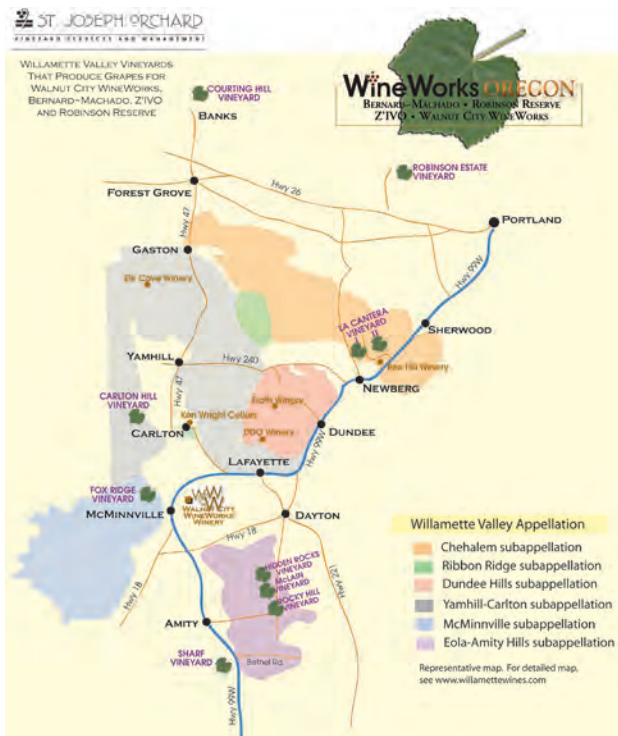 ST. JOSEPH ORCHARD
VINEYARD SERVICES AND MANAGEMENT
WILLAMETTE VALLEY VINEYARDS
THAT PRODUCE GRAPES FOR
WALNUT CITY WINEWORKS,
BERNARD-MACHADO, Z'IVO
AND ROBINSON RESERVE
WINEWORKS OREGON
BERNARD-MACHADO • ROBINSON RESERVE
Z'IVO • WALNUT CITY WINEWORKS
COURTING HILL
VINEYARD
BANKS
ROBINSON ESTATE
VINEYARD
FOREST GROVE
Hwy 26
PORTLAND
Hwy 47
GASTON
Hwy 99W
Elk Cove Winery
LA CANTERA
VINEYARD
I
II
SHERWOOD
YAMHILL
Hwy 240
Rex Hill Winery
NEWBERG
Hwy 47
CARLTON HILL
VINEYARD
Erath Winery
Ken Wright Cellars
CARLTON
DDO Winery
DUNDEE
Hwy 99W
LAFAYETTE
FOX RIDGE
VINEYARD
WALNUT CITY
WINEWORKS
WINERY
MCMINNVILLE
DAYTON
Hwy 18
Hwy 18
Hwy 221
HIDDEN ROCKS
VINEYARD
MCLAIN
VINEYARD
ROCKY HILL
VINEYARD
AMITY
SHARF
VINEYARD
Bethel Rd.
Hwy 99W
Willamette Valley Appellation
Chehalem subappellation
Ribbon Ridge subappellation
Dundee Hills subappellation
Yamhill-Carlton subappellation
McMinnville subappellation
Eola-Amity Hills subappellation
Representative map. For detailed map,
see www.willamettewines.com